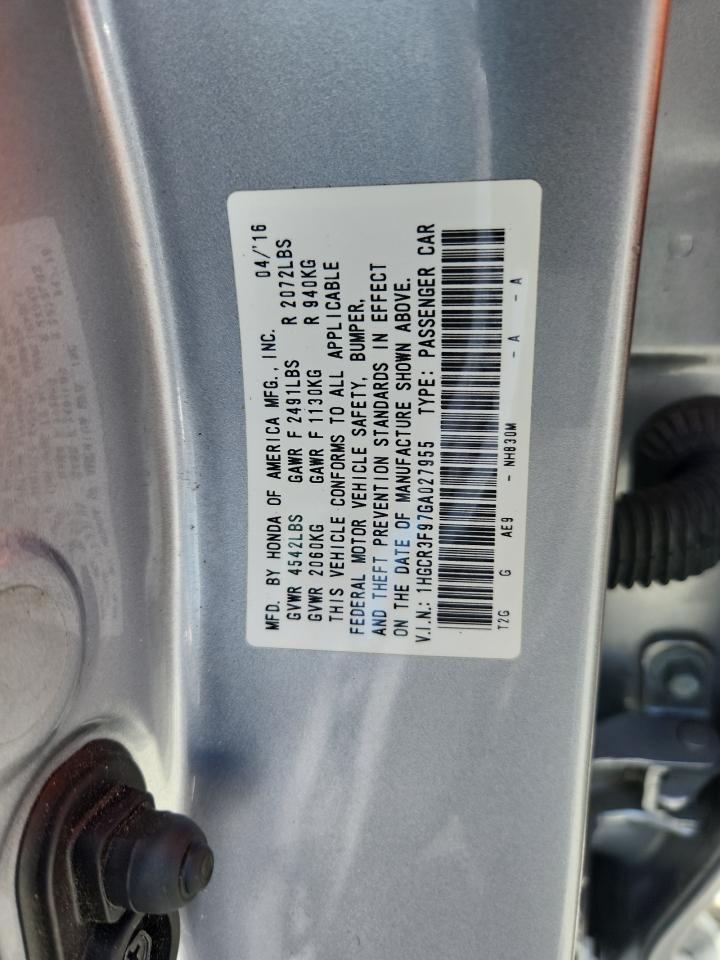 MFD. BY HONDA OF AMERICA MFG., INC. 04/'16
GVWR 4542LBS GAWR F 2491LBS R 2072LBS
GVWR 2060KG GAWR F 1130KG R 940KG
THIS VEHICLE CONFORMS TO ALL APPLICABLE
FEDERAL MOTOR VEHICLE SAFETY, BUMPER,
AND THEFT PREVENTION STANDARDS IN EFFECT
ON THE DATE OF MANUFACTURE SHOWN ABOVE.
V.I.N.: 1HGCR3F97GA027955 TYPE: PASSENGER CAR
T2G G AE9 - NH830M - A - A